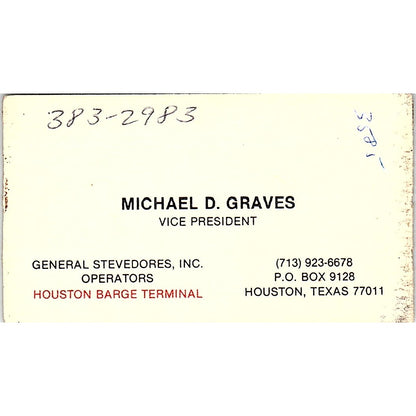 383-2983
MICHAEL D. GRAVES
VICE PRESIDENT
GENERAL STEVEDORES, INC.
OPERATORS
HOUSTON BARGE TERMINAL
(713) 923-6678
P.O. BOX 9128
HOUSTON, TEXAS 77011